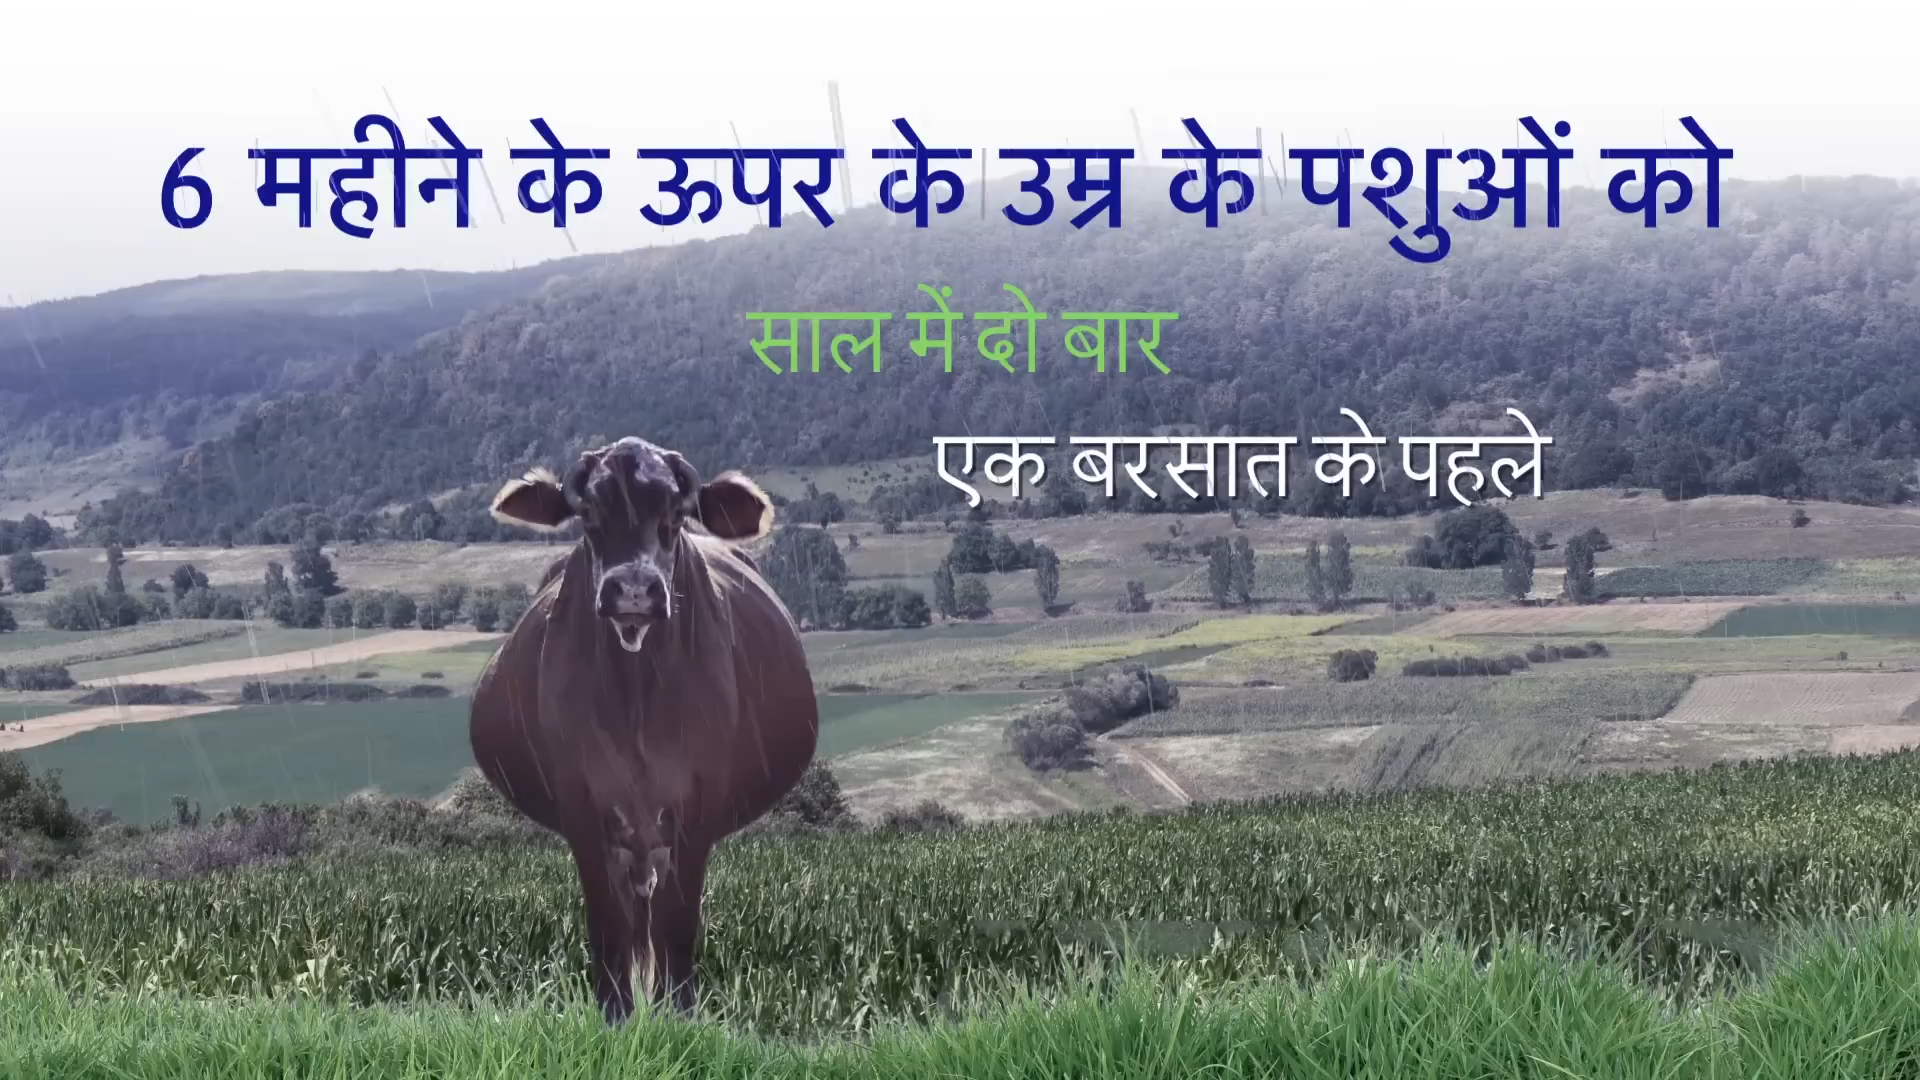 6 महीने के ऊपर के उम्र के पशुओं को
साल में दो बार
एक बरसात के पहले